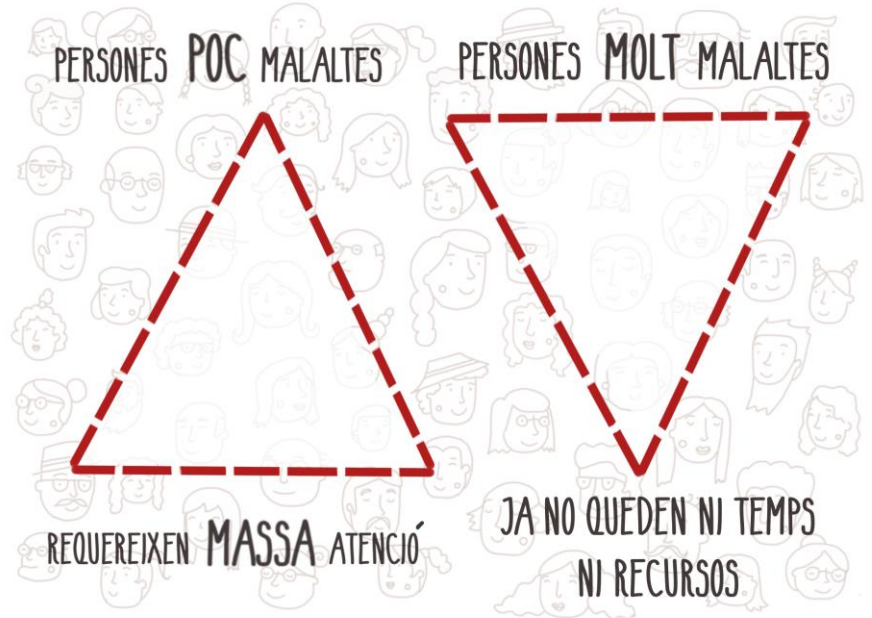 PERSONES POC MALALTES
REQUEREIXEN MASSA ATENCIÓ
PERSONES MOLT MALALTES
JA NO QUEDEN NI TEMPS
NI RECURSOS